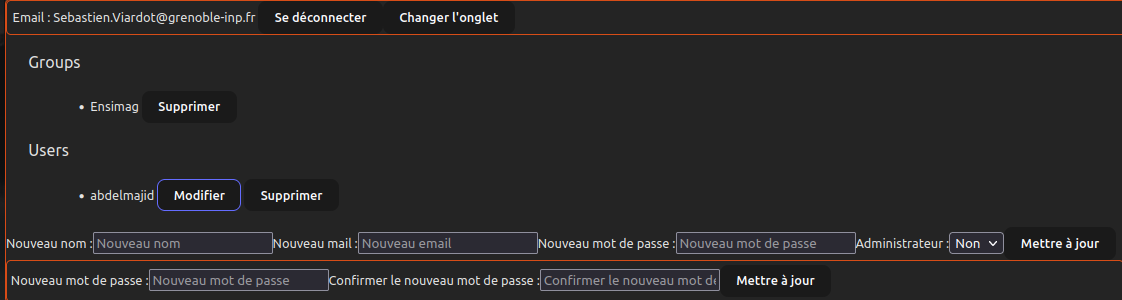 Email : Sebastien.Viardot@grenoble-inp.fr Se déconnecter Changer l'onglet
Groups
• Ensimag Supprimer
Users
• abdelmajid Modifier Supprimer
Nouveau nom : Nouveau nom Nouveau mail : Nouveau email Nouveau mot de passe : Nouveau mot de passe Administrateur : Non Mettre à jour
Nouveau mot de passe : Nouveau mot de passe Confirmer le nouveau mot de passe : Confirmer le nouveau mot de Mettre à jour